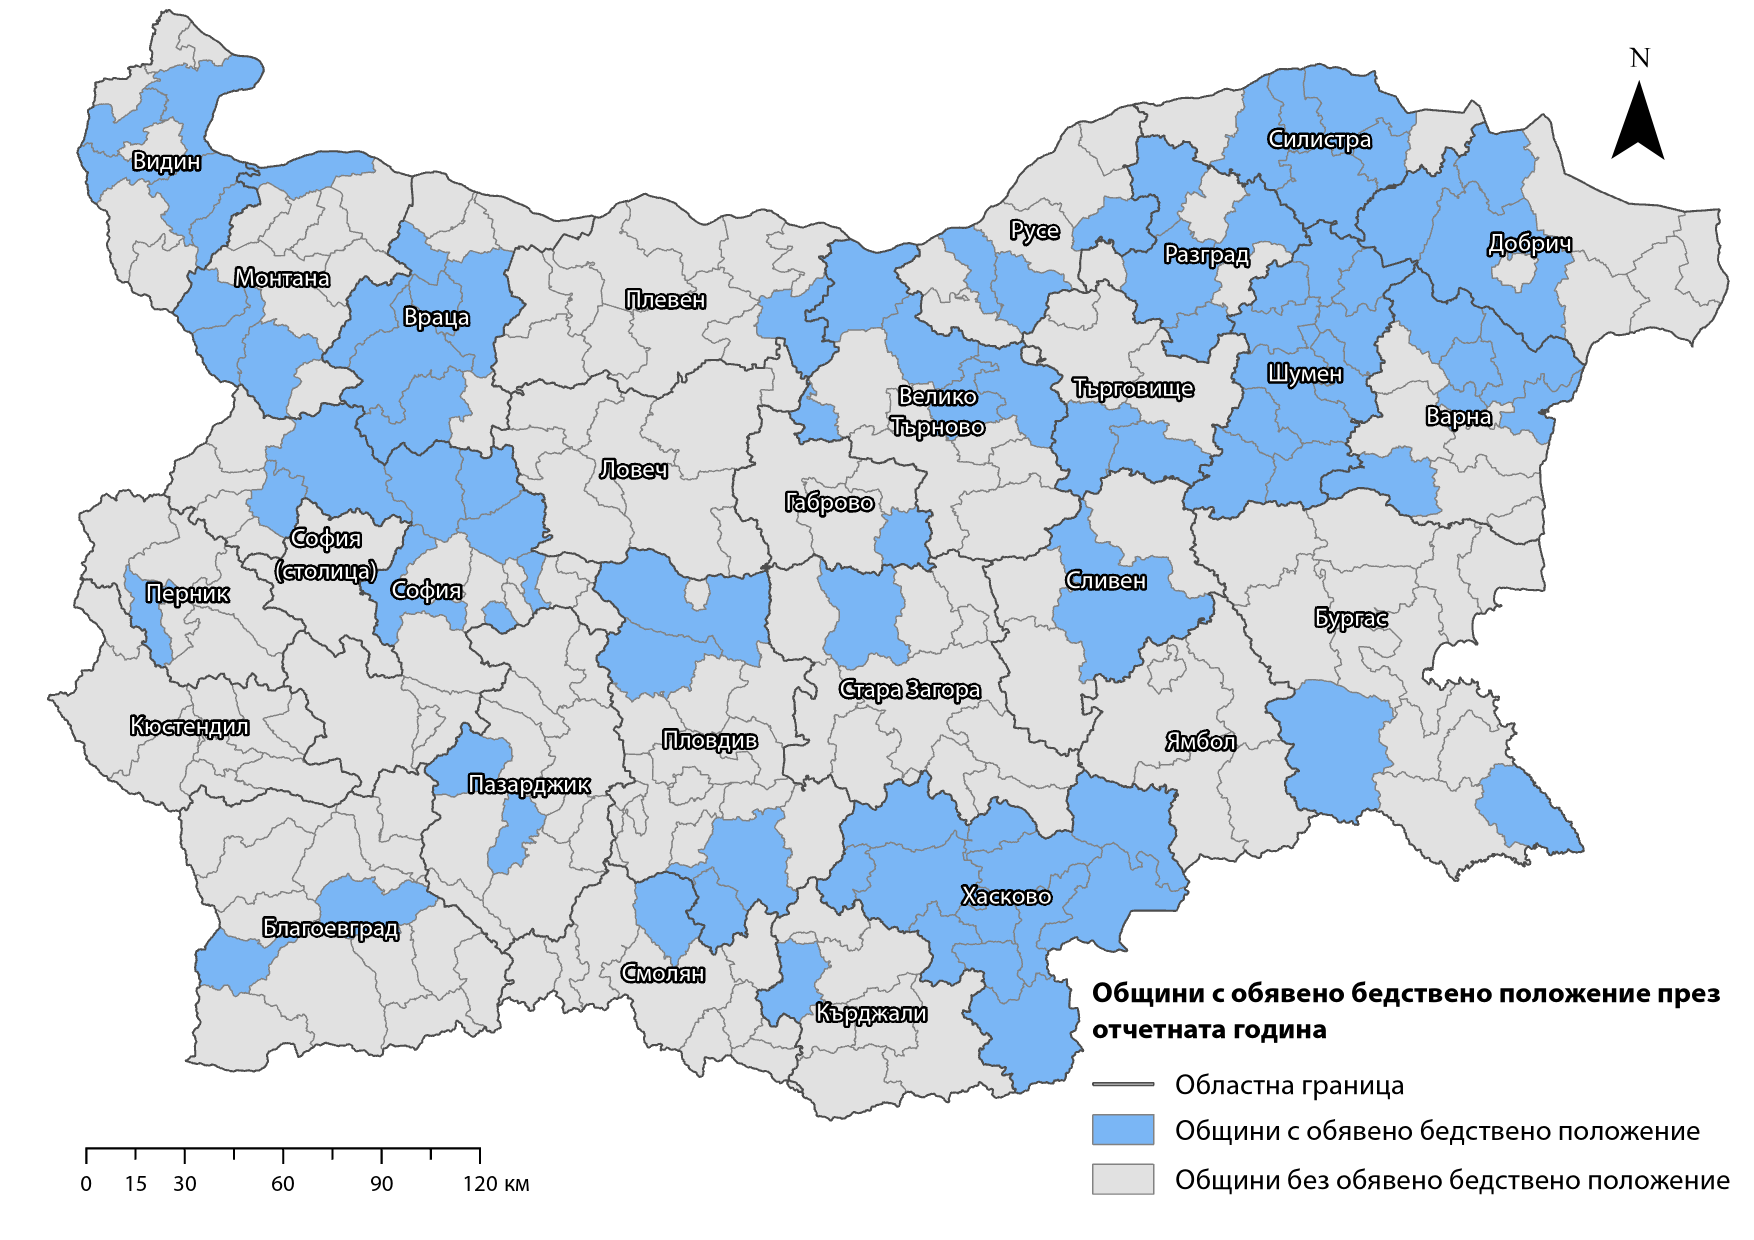 N
Силистра
Видин
Русе
Добрич
Разград
Монтана
Плевен
Враца
Шумен
Търговище
Велико
Търново
Варна
Ловеч
Габрово
София
(столица)
Сливен
София
Перник
Бургас
Стара Загора
Кюстендил
Пловдив
Ямбол
Пазарджик
Хасково
Благоевград
Смолян
Кърджали
Общини с обявено бедствено положение през
отчетната година
Областна граница
Общини с обявено бедствено положение
Общини без обявено бедствено положение
0 15 30 60 90 120 км